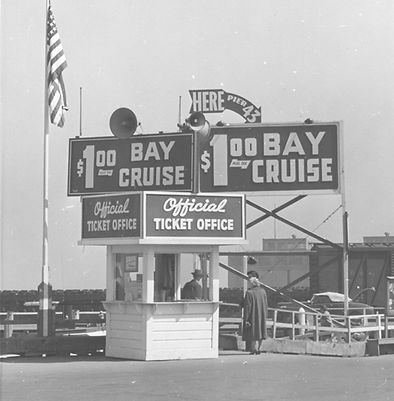 HERE PIER 43
$1.00 BAY
CRUISE
$1.00 BAY
CRUISE
Official
TICKET OFFICE
Official
TICKET OFFICE